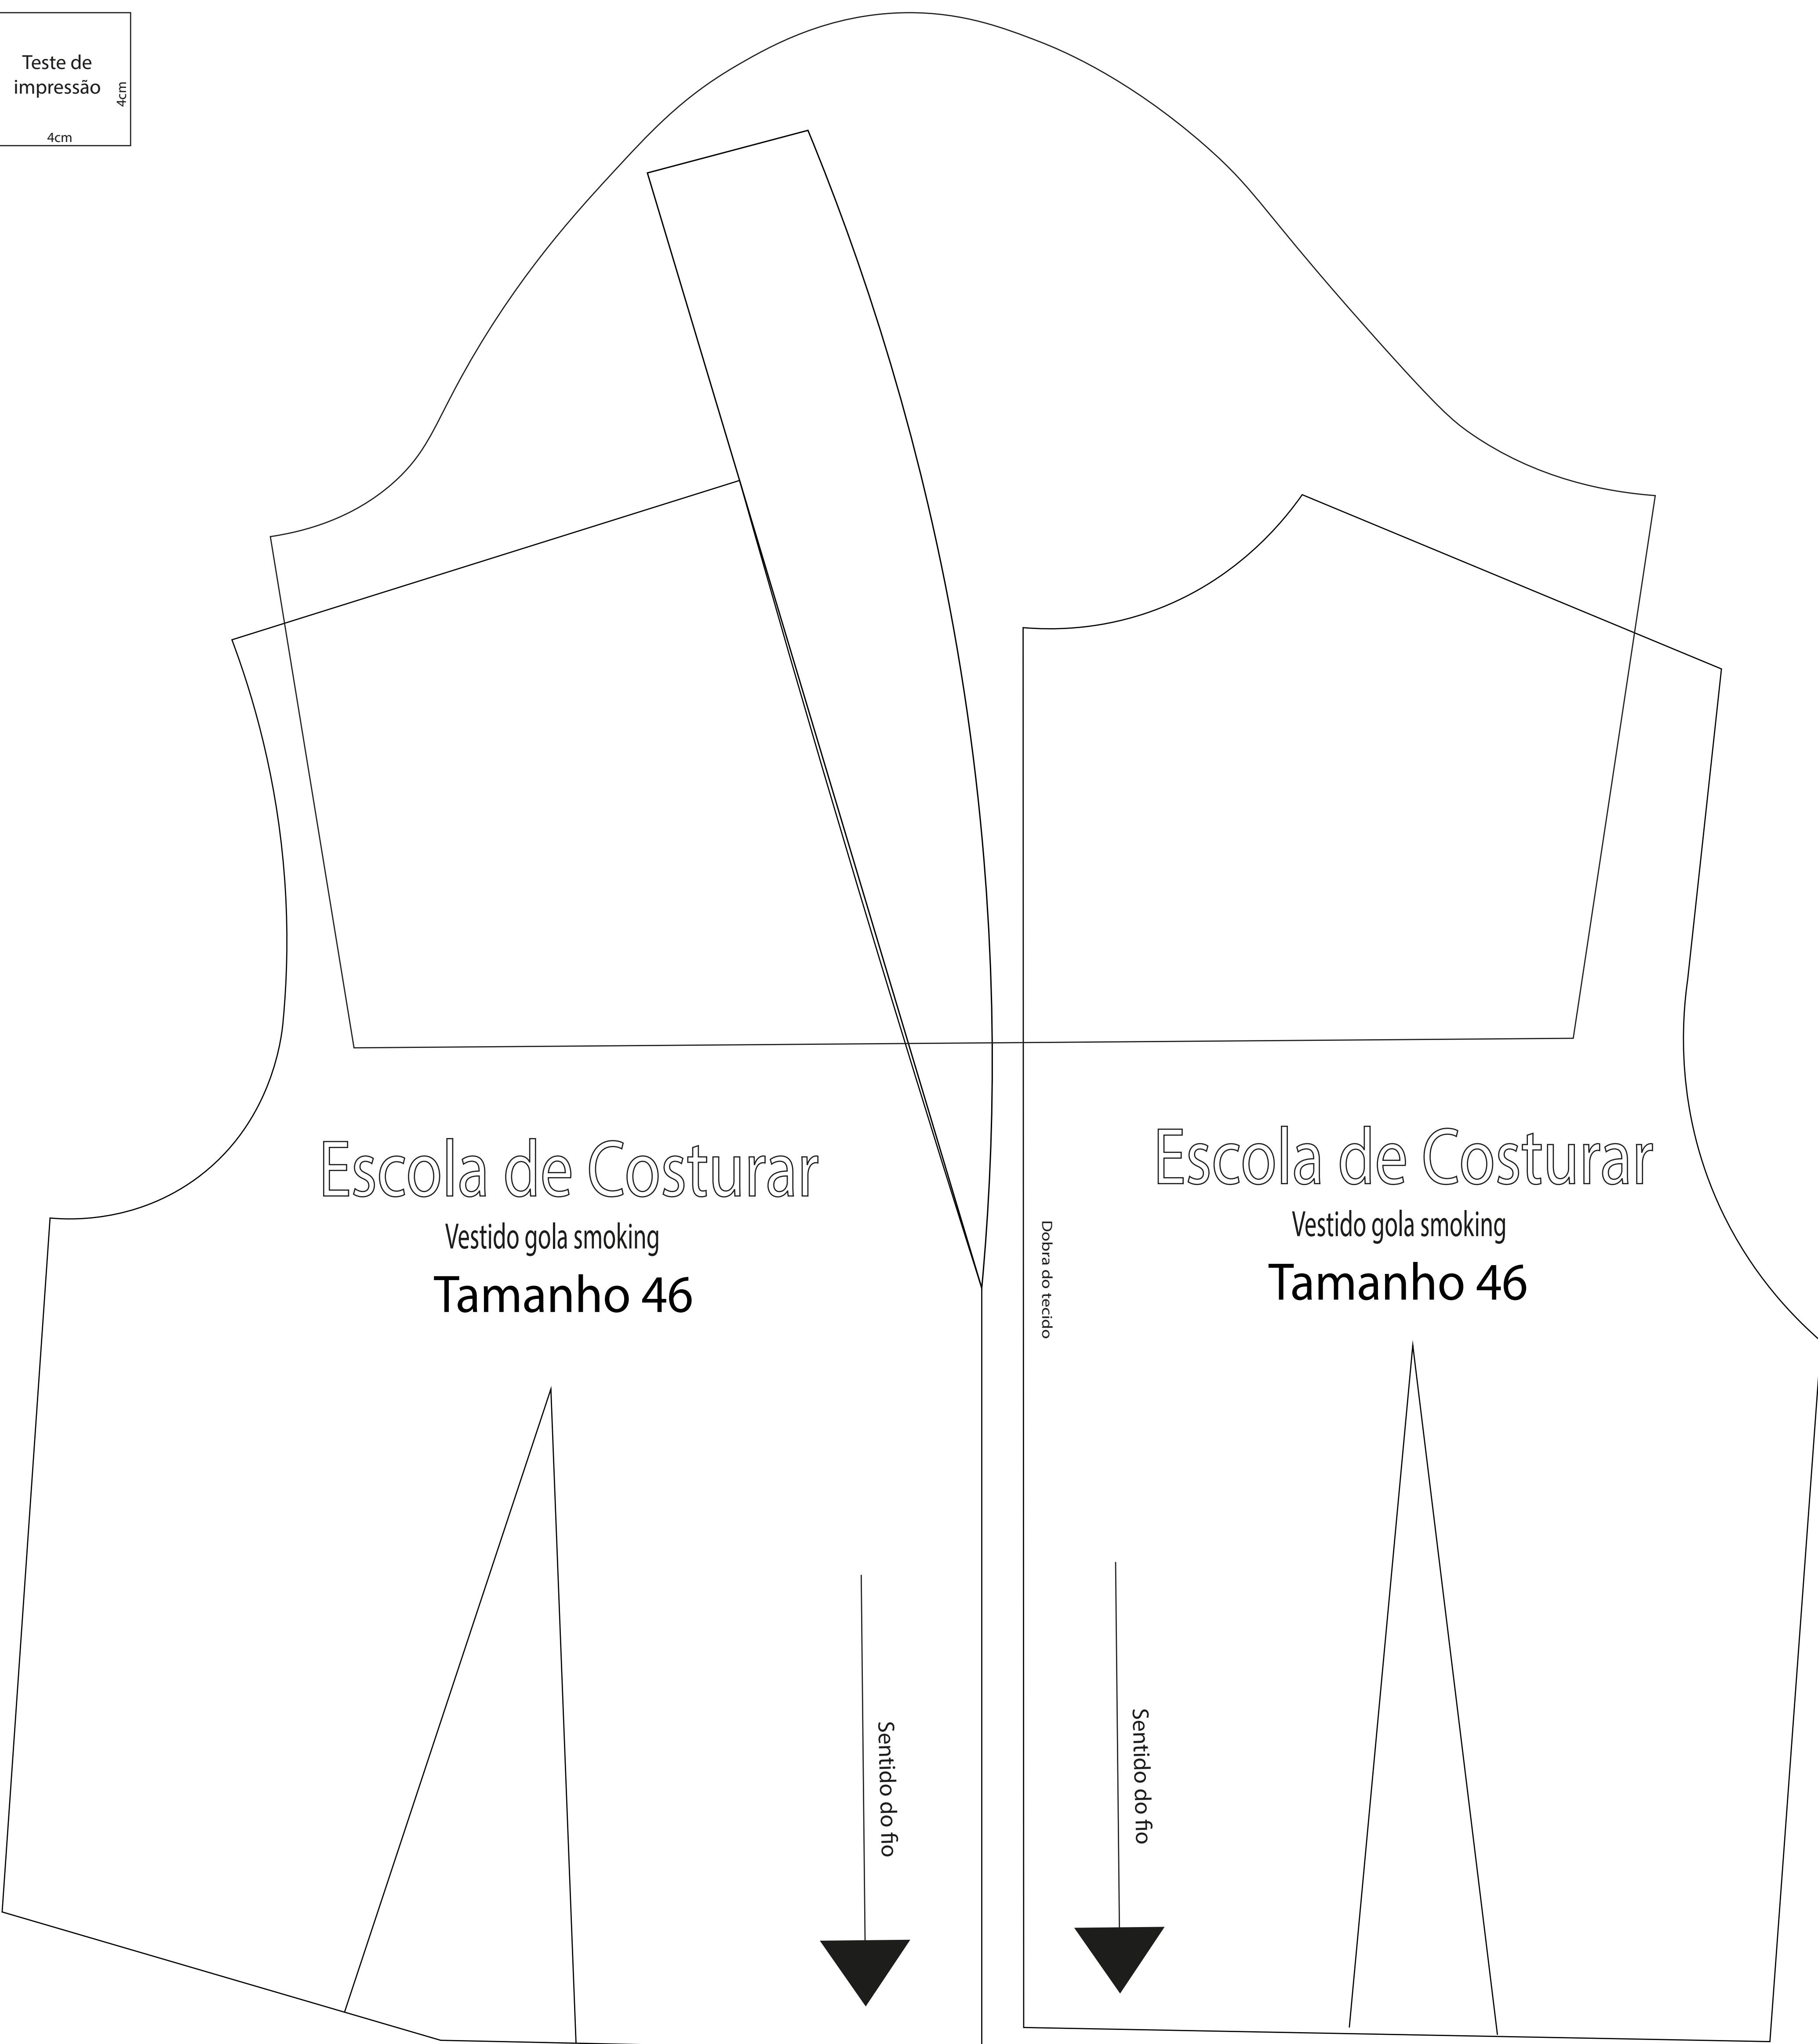 Teste de
impressão
4cm
4cm
Escola de Costurar
Vestido gola smoking
Tamanho 46
Sentido do fio
Dobra do tecido
Escola de Costurar
Vestido gola smoking
Tamanho 46
Sentido do fio